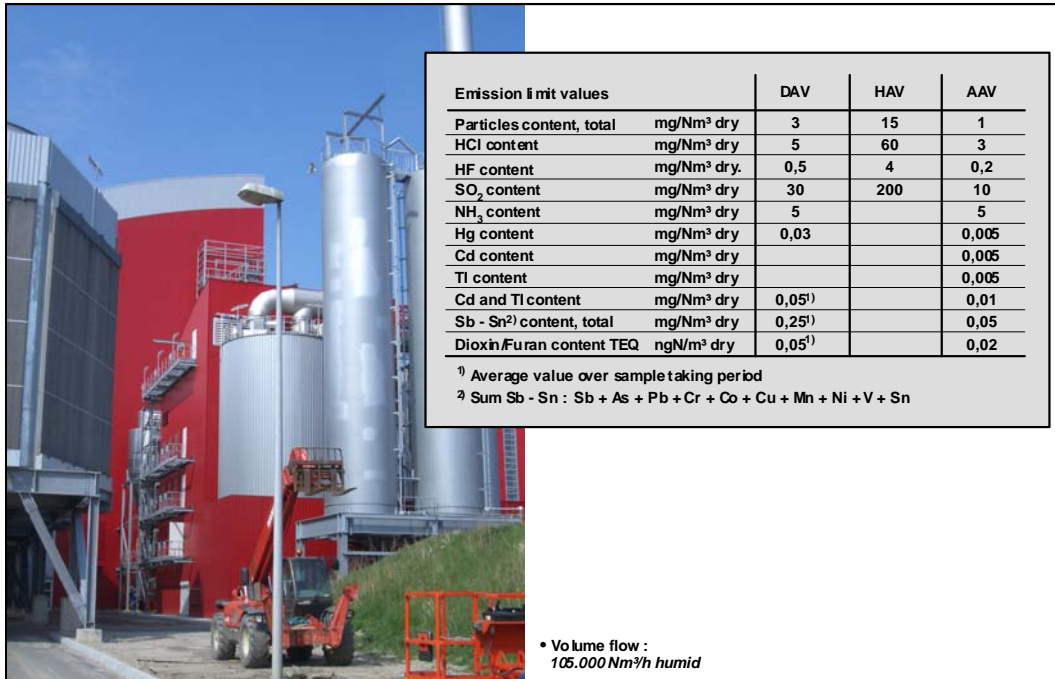 Emission limit values DAV HAV AAV
Particles content, total mg/Nm³ dry 3 15 1
HCl content mg/Nm³ dry 5 60 3
HF content mg/Nm³ dry. 0,5 4 0,2
SO₂ content mg/Nm³ dry 30 200 10
NH₃ content mg/Nm³ dry 5 5
Hg content mg/Nm³ dry 0,03 0,005
Cd content mg/Nm³ dry 0,005
Tl content mg/Nm³ dry 0,005
Cd and Tl content mg/Nm³ dry 0,05¹⁾ 0,01
Sb - Sn²⁾ content, total mg/Nm³ dry 0,25¹⁾ 0,05
Dioxin/Furan content TEQ ngN/m³ dry 0,05¹⁾ 0,02
¹⁾ Average value over sample taking period
²⁾ Sum Sb - Sn : Sb + As + Pb + Cr + Co + Cu + Mn + Ni + V + Sn
• Volume flow :
105.000 Nm³/h humid